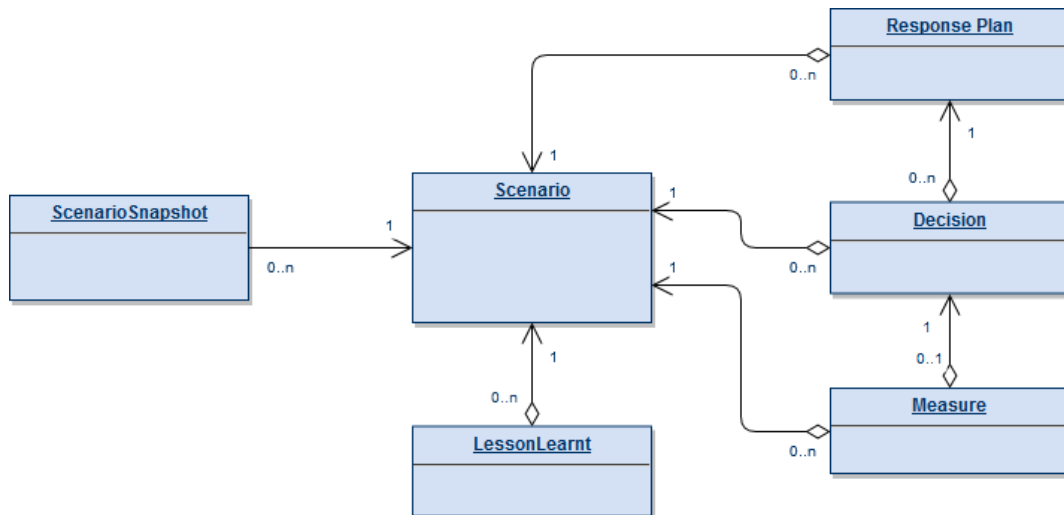 Response Plan
0..n
1
1
Scenario
0..n
ScenarioSnapshot
1
Decision
1
0..n
0..n
1
1
1
0..1
0..n
Measure
LessonLearnt
0..n